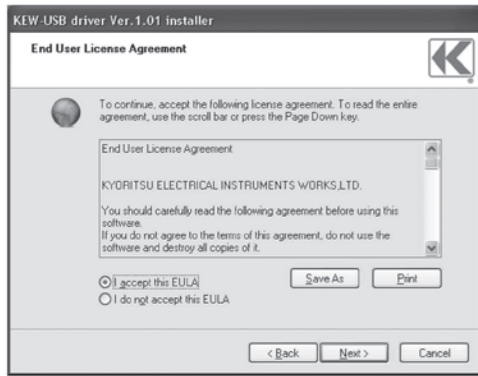 KEW-USB driver Ver.1.01 installer
End User License Agreement
To continue, accept the following license agreement. To read the entire
agreement, use the scroll bar or press the Page Down key.
End User License Agreement
KYORITSU ELECTRICAL INSTRUMENTS WORKS,LTD.
You should carefully read the following agreement before using this
software.
If you do not agree to the terms of this agreement, do not use the
software and destroy all copies of it.
I accept this EULA
Save As
Print
I do not accept this EULA
< Back
Next >
Cancel